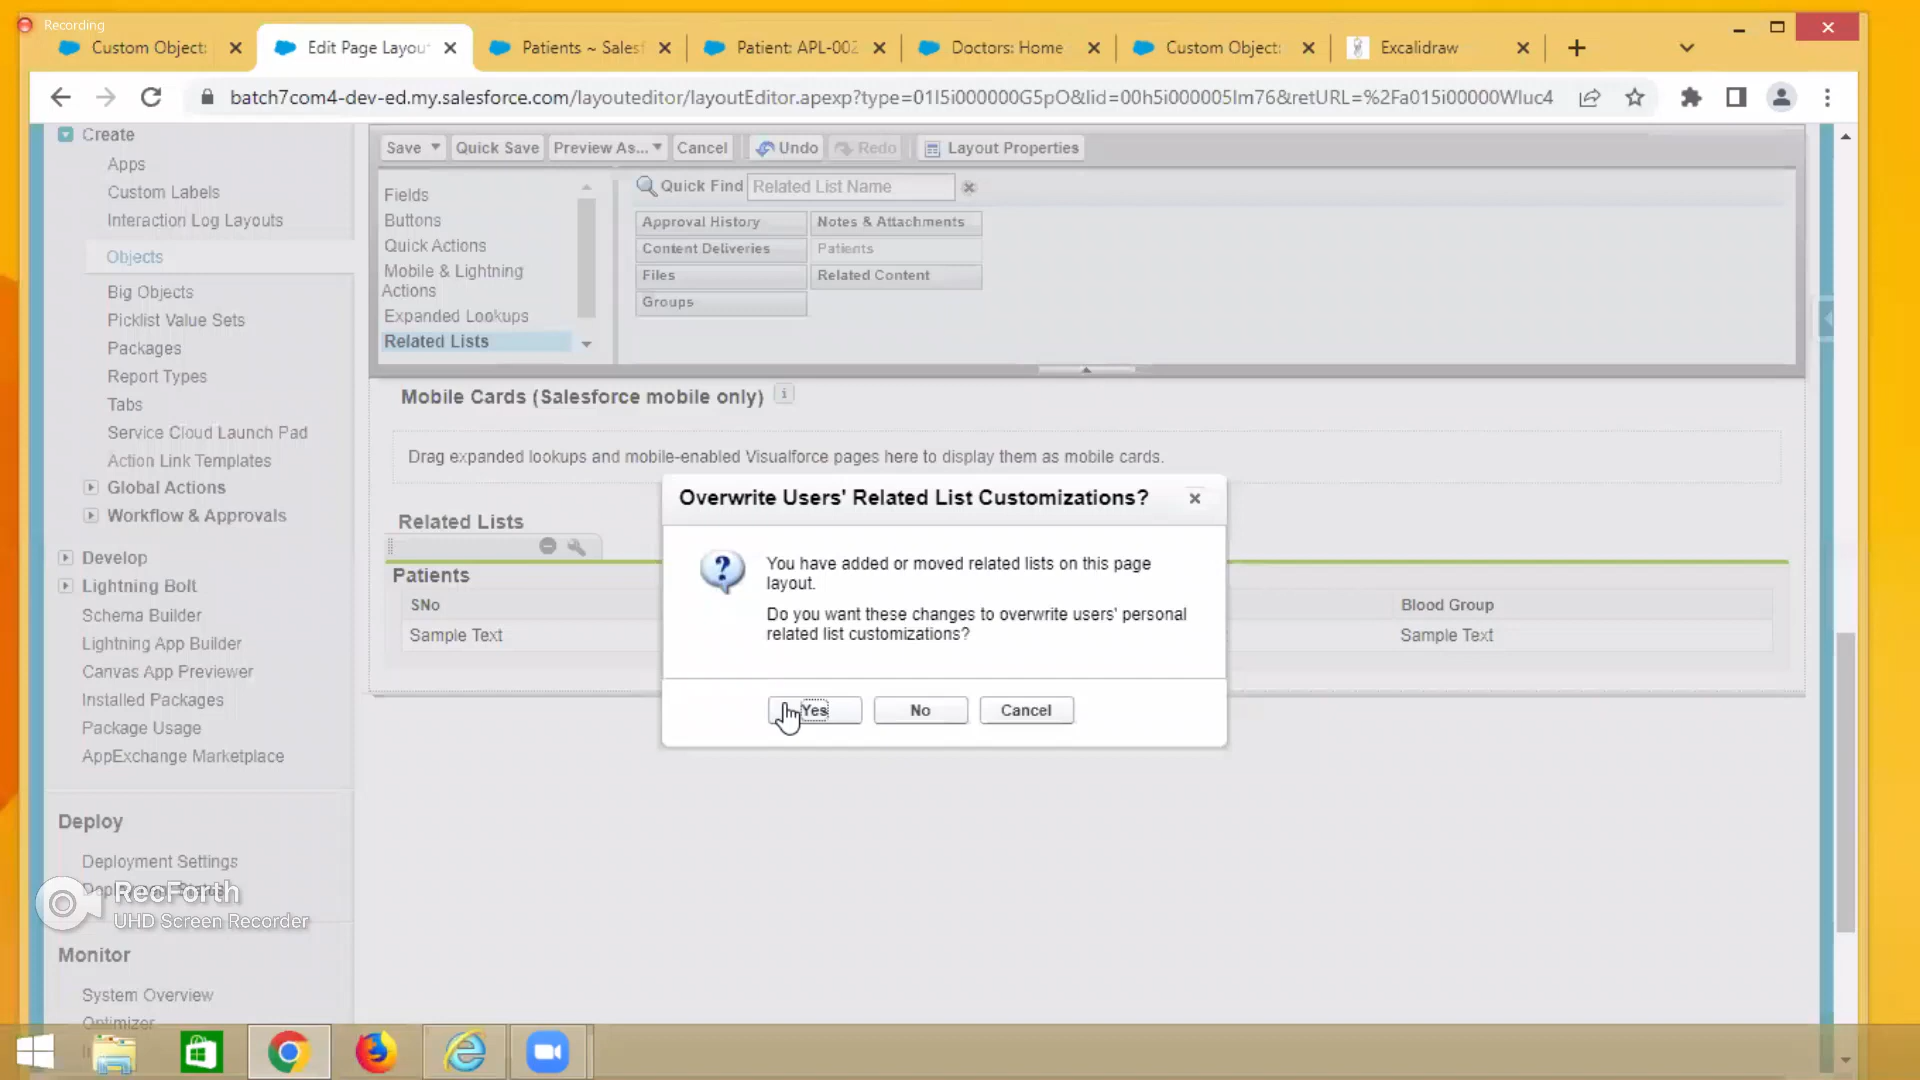 Recording
Custom Object:
Edit Page Layou
Patients ~ Sales
Patient: APL-002
Doctors: Home
Custom Object:
Excalidraw
batch7com4-dev-ed.my.salesforce.com/layouteditor/layoutEditor.apexp?type=01I5i000000G5pO&lid=00h5i000005lm76&retURL=%2Fa015i00000Wluc4
Create
Apps
Custom Labels
Interaction Log Layouts
Objects
Big Objects
Picklist Value Sets
Packages
Report Types
Tabs
Service Cloud Launch Pad
Action Link Templates
Global Actions
Workflow & Approvals
Develop
Lightning Bolt
Schema Builder
Lightning App Builder
Canvas App Previewer
Installed Packages
Package Usage
AppExchange Marketplace
Deploy
Deployment Settings
RecForth
UHD Screen Recorder
Monitor
System Overview
Optimizer
Save
Quick Save
Preview As...
Cancel
Undo
Redo
Layout Properties
Fields
Buttons
Quick Actions
Mobile & Lightning
Actions
Expanded Lookups
Related Lists
Quick Find
Related List Name
Approval History
Notes & Attachments
Content Deliveries
Patients
Files
Related Content
Groups
Mobile Cards (Salesforce mobile only)
Drag expanded lookups and mobile-enabled Visualforce pages here to display them as mobile cards.
Related Lists
Patients
SNo
Blood Group
Sample Text
Sample Text
Overwrite Users' Related List Customizations?
You have added or moved related lists on this page
layout.
Do you want these changes to overwrite users' personal
related list customizations?
Yes
No
Cancel